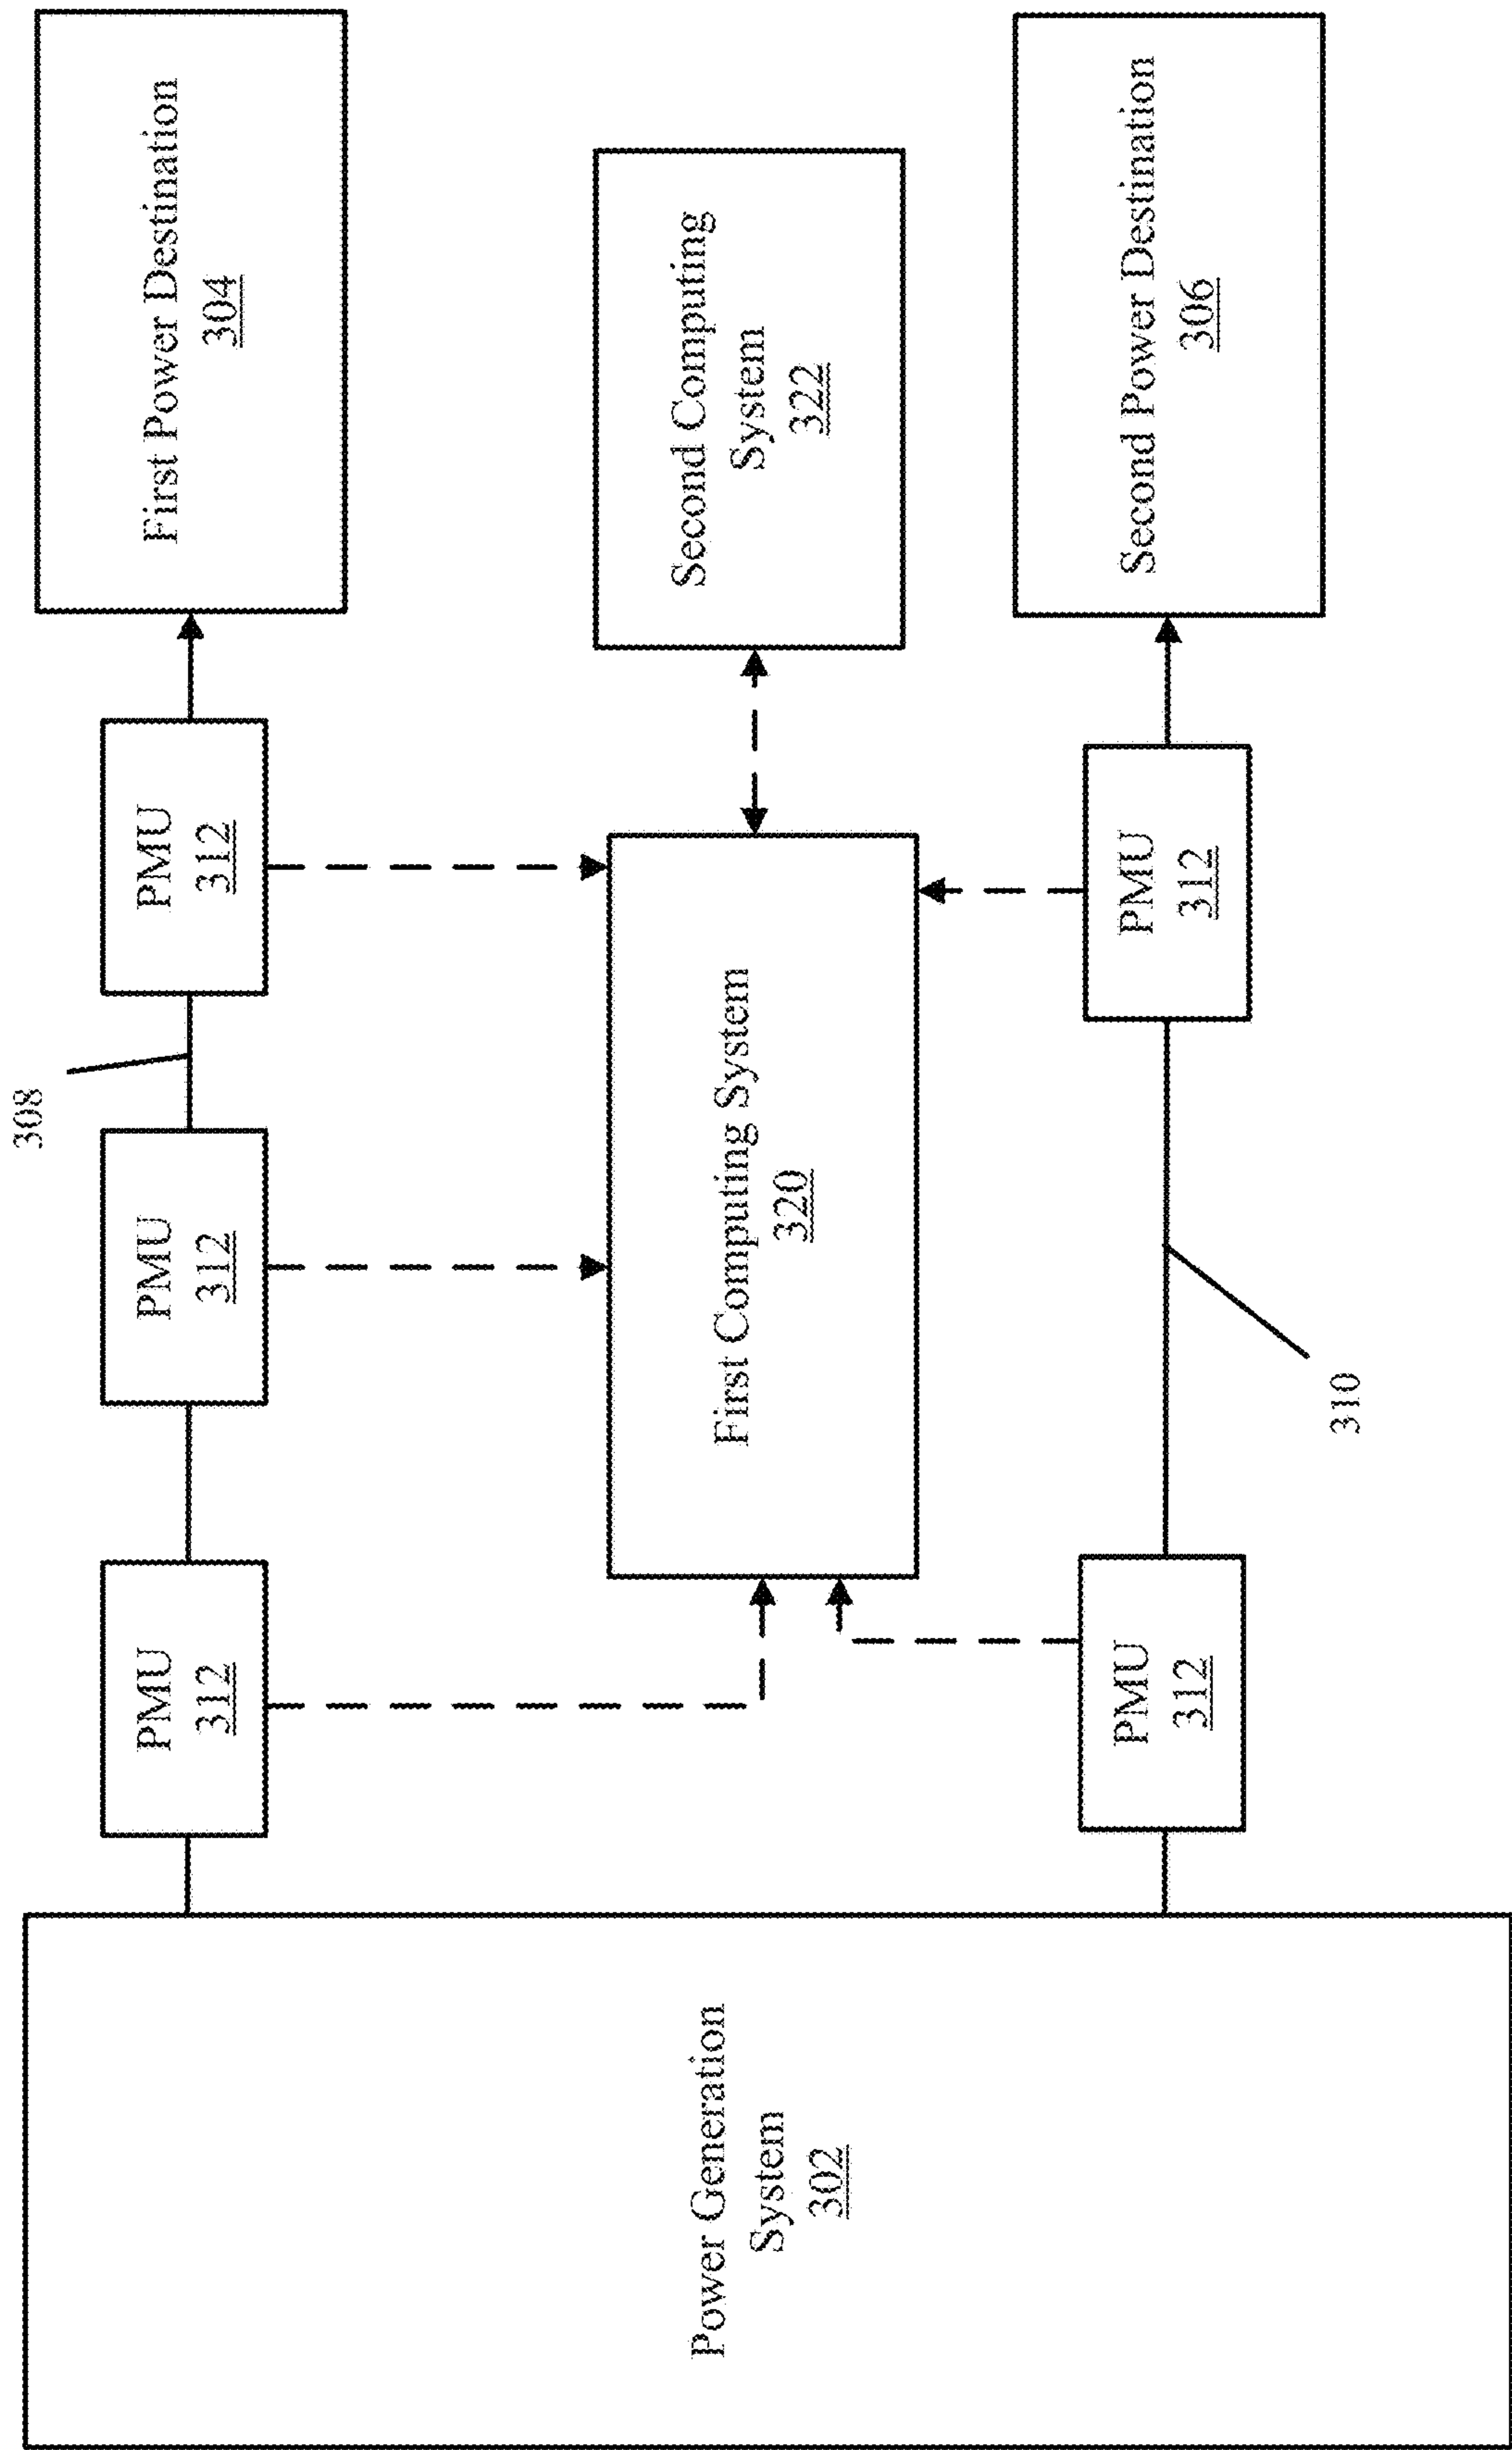 Power Generation
System
302
PMU
312
PMU
312
308
PMU
312
First Power Destination
304
First Computing System
320
Second Computing
System
322
PMU
312
310
PMU
312
Second Power Destination
306